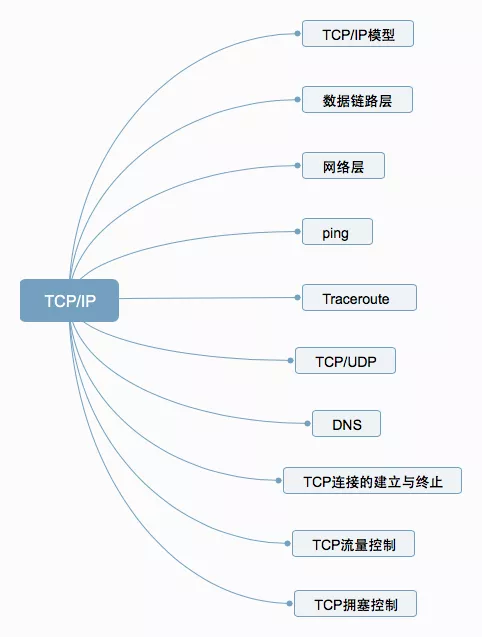 TCP/IP模型
数据链路层
网络层
ping
TCP/IP
Traceroute
TCP/UDP
DNS
TCP连接的建立与终止
TCP流量控制
TCP拥塞控制